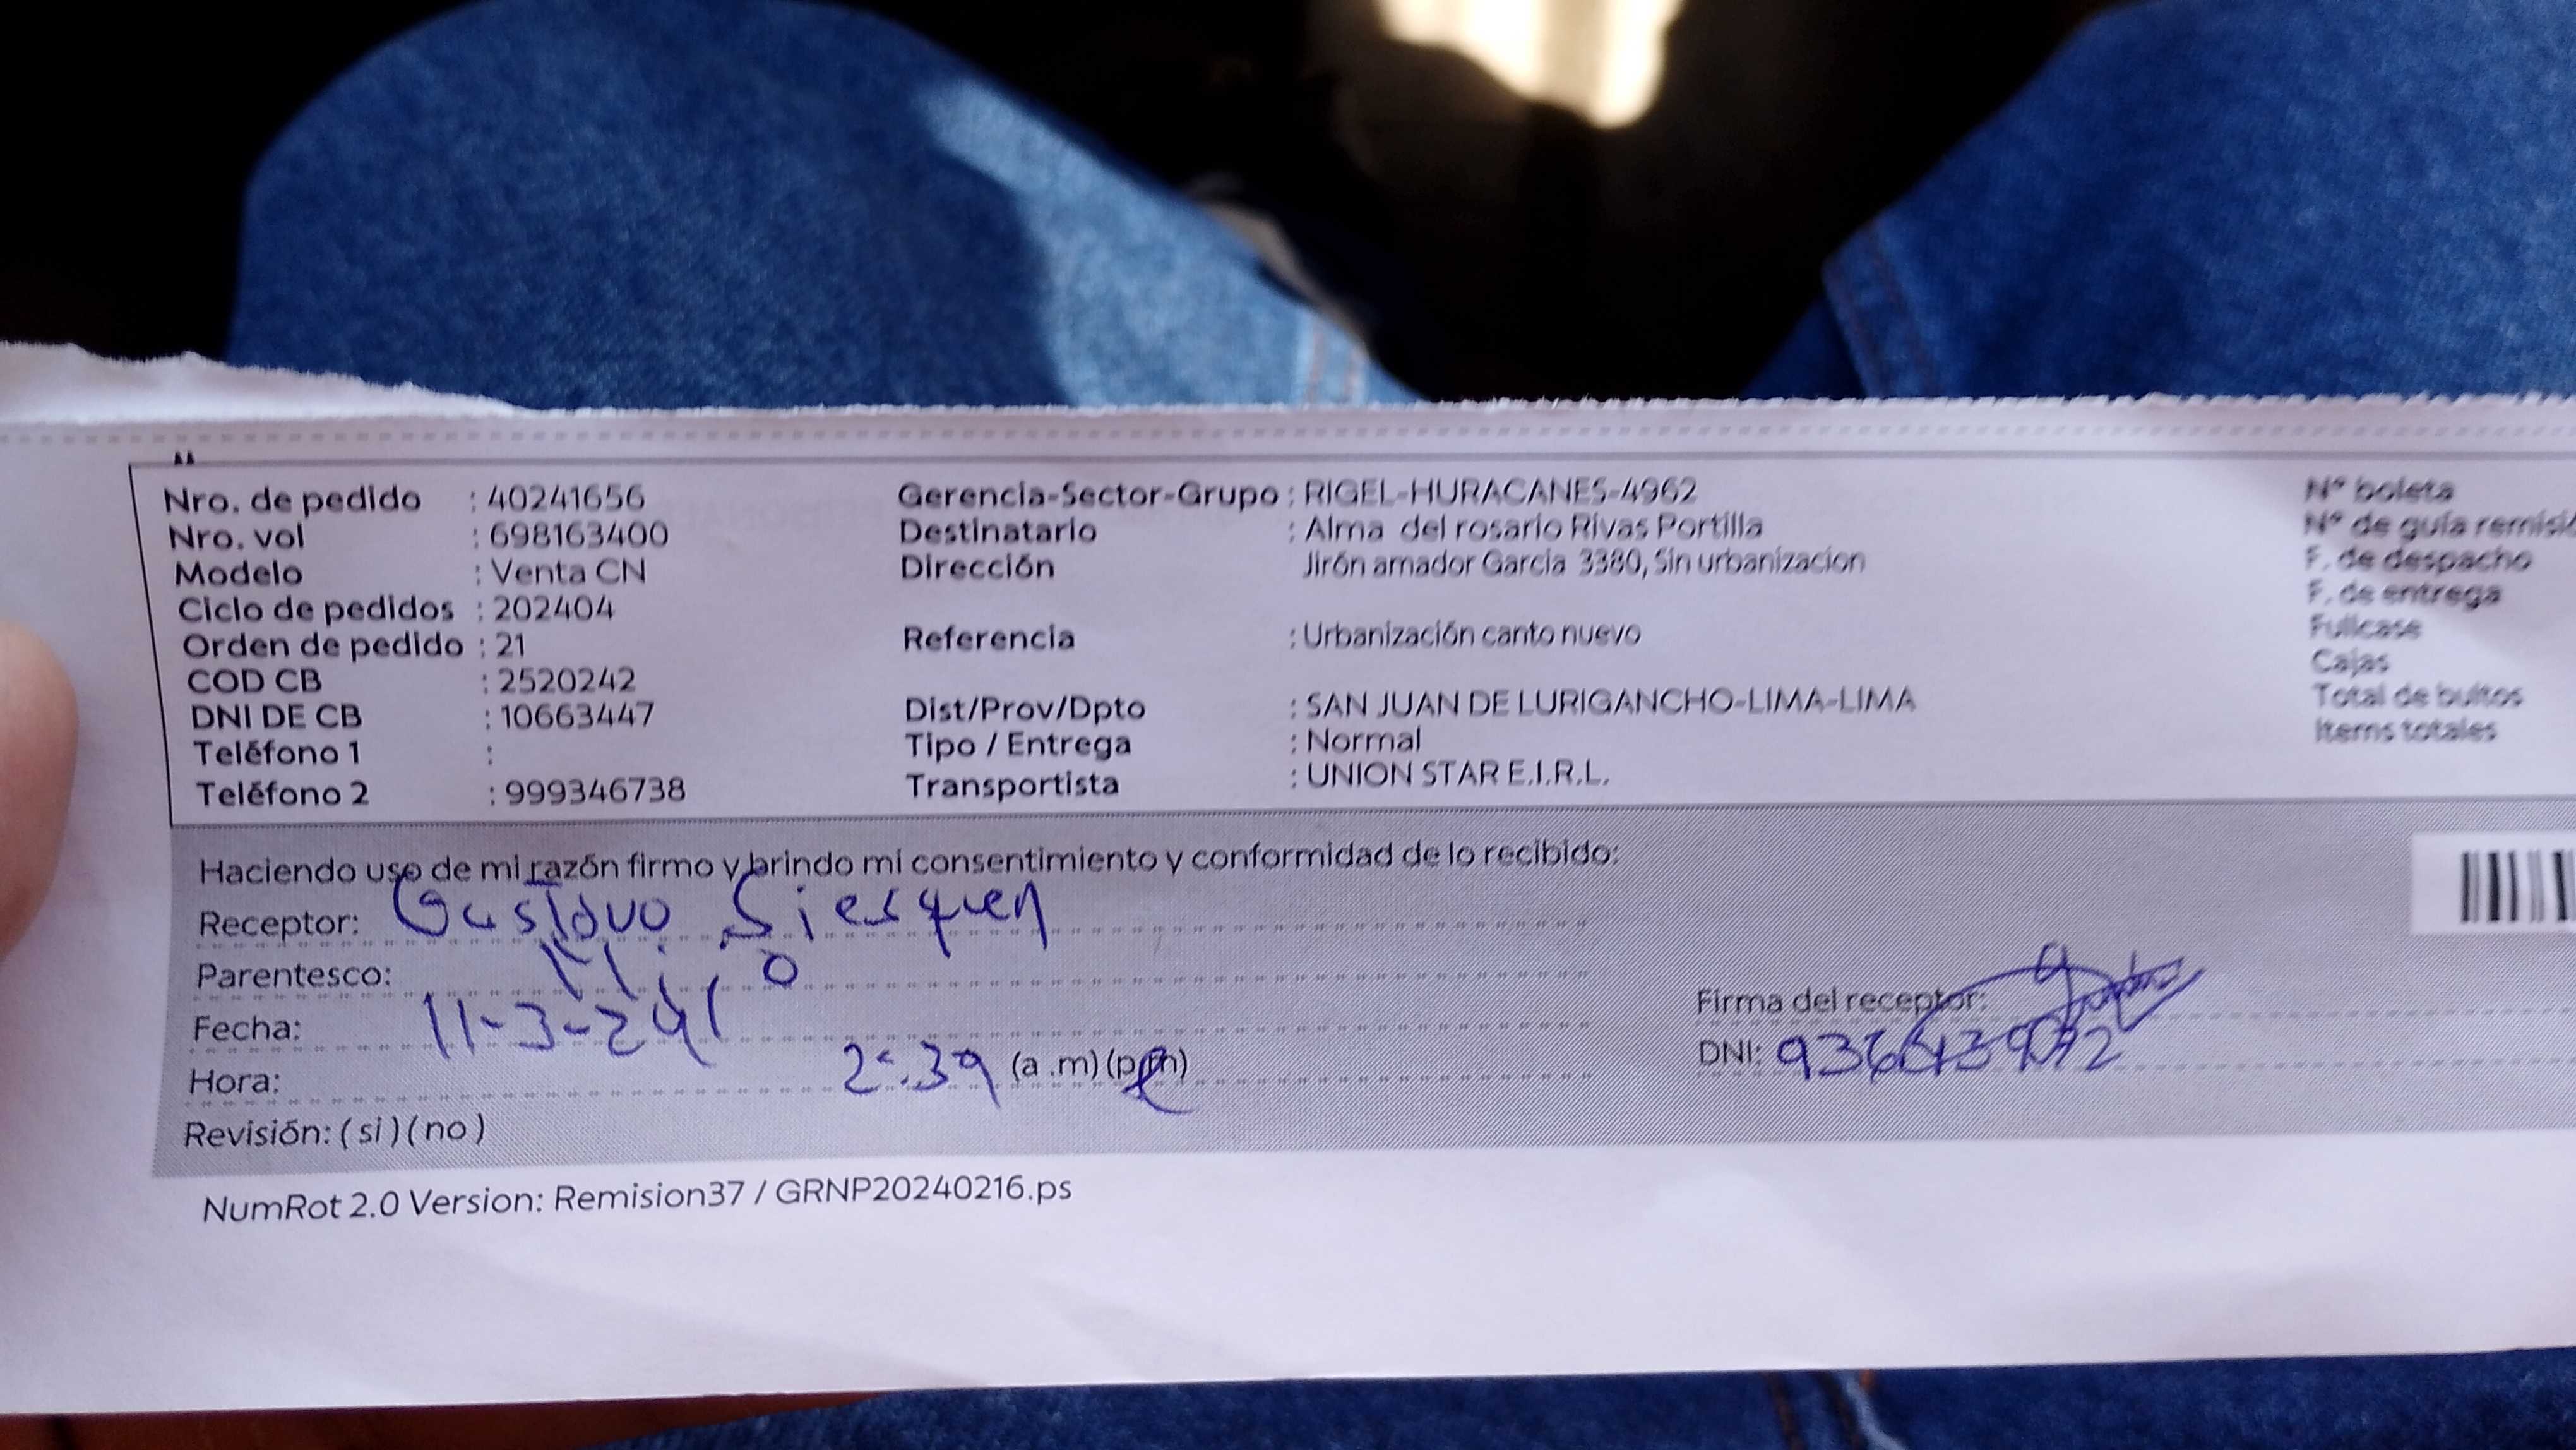 Nro. de pedido : 40241656
Nro. vol : 698163400
Modelo : Venta CN
Ciclo de pedidos : 202404
Orden de pedido : 21
COD CB : 2520242
DNI DE CB : 10663447
Teléfono 1 :
Teléfono 2 : 999346738
Gerencia-Sector-Grupo : RIGEL-HURACANES-4962
Destinatario : Alma del rosario Rivas Portilla
Dirección Jirón amador Garcia 3380, Sin urbanizacion
Referencia : Urbanización canto nuevo
Dist/Prov/Dpto : SAN JUAN DE LURIGANCHO-LIMA-LIMA
Tipo / Entrega : Normal
Transportista : UNION STAR E.I.R.L.
N° boleta
N° de guía remisió
F. de despacho
F. de entrega
Fullcase
Cajas
Total de bultos
Items totales
Haciendo uso de mi razón firmo y brindo mi consentimiento y conformidad de lo recibido:
Receptor: Gustavo Siesquen
Parentesco:
Fecha: 11-3-24
Hora: 2:39 (a .m) (p.m)
Revisión: ( si ) ( no )
Firma del receptor:
DNI:
NumRot 2.0 Version: Remision37 / GRNP20240216.ps